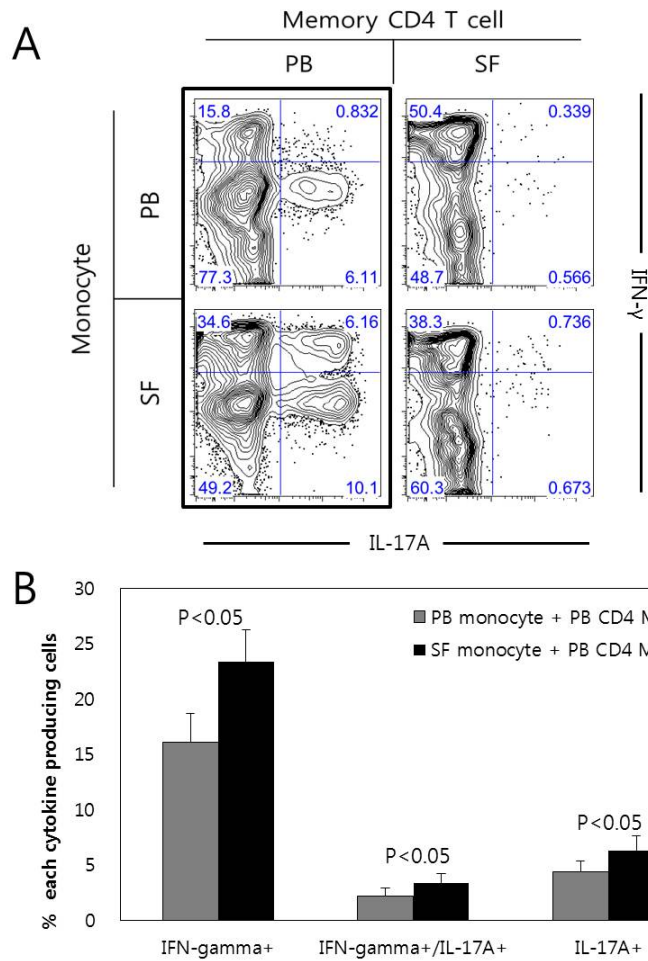 A
Memory CD4 T cell
PB SF
Monocyte
PB
SF
15.8 0.832
77.3 6.11
50.4 0.339
48.7 0.566
34.6 6.16
49.2 10.1
38.3 0.736
60.3 0.673
IFN-γ
IL-17A
B
% each cytokine producing cells
30
25
20
15
10
5
0
P<0.05
P<0.05
P<0.05
PB monocyte + PB CD4 M
SF monocyte + PB CD4 M
IFN-gamma+ IFN-gamma+/IL-17A+ IL-17A+